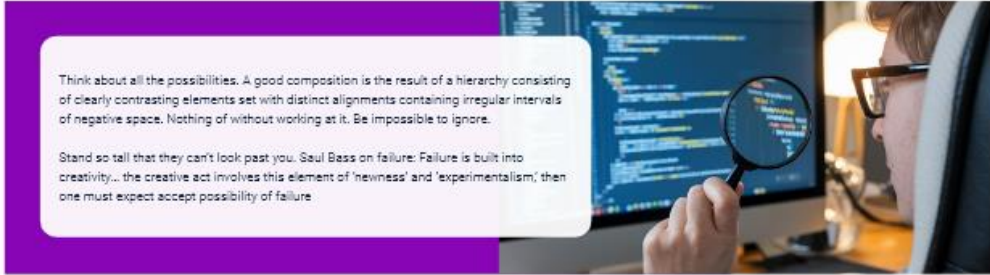 Think about all the possibilities. A good composition is the result of a hierarchy consisting
of clearly contrasting elements set with distinct alignments containing irregular intervals
of negative space. Nothing of without working at it. Be impossible to ignore.
Stand so tall that they can't look past you. Saul Bass on failure: Failure is built into
creativity... the creative act involves this element of 'newness' and 'experimentalism,' then
one must expect accept possibility of failure